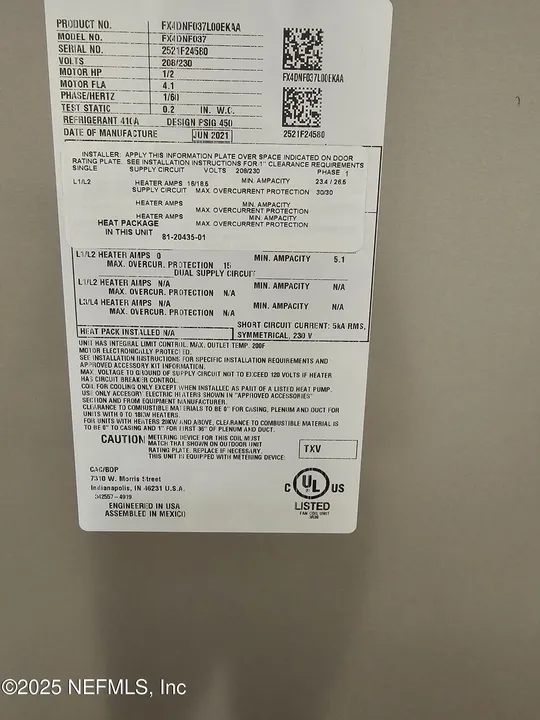 PRODUCT NO. FX4DNF037L00EKAA
MODEL NO. FX4DNF037
SERIAL NO. 2521F24580
VOLTS 208/230
MOTOR HP 1/2
MOTOR FLA 4.1
PHASE/HERTZ 1/60
TEST STATIC 0.2 IN. W.C.
REFRIGERANT 410A DESIGN PSIG 450
DATE OF MANUFACTURE JUN 2021
FX4DNF037L00EKAA
2521F24580
INSTALLER: APPLY THIS INFORMATION PLATE OVER SPACE INDICATED ON DOOR
RATING PLATE. SEE INSTALLATION INSTRUCTIONS FOR 1" CLEARANCE REQUIREMENTS
SINGLE SUPPLY CIRCUIT VOLTS 208/230 PHASE 1
L1/L2 HEATER AMPS 16/18.6 MIN. AMPACITY 23.4 / 26.6
SUPPLY CIRCUIT MAX. OVERCURRENT PROTECTION 30/30
HEATER AMPS MIN. AMPACITY
MAX. OVERCURRENT PROTECTION
HEATER AMPS MIN. AMPACITY
MAX. OVERCURRENT PROTECTION
HEAT PACKAGE
IN THIS UNIT 81-20435-01
L1/L2 HEATER AMPS 0 MIN. AMPACITY 5.1
MAX. OVERCUR. PROTECTION 15
DUAL SUPPLY CIRCUIT
L1/L2 HEATER AMPS N/A MIN. AMPACITY N/A
MAX. OVERCUR. PROTECTION N/A
L3/L4 HEATER AMPS N/A MIN. AMPACITY N/A
MAX. OVERCUR. PROTECTION N/A
HEAT PACK INSTALLED N/A
SHORT CIRCUIT CURRENT: 5kA RMS,
SYMMETRICAL, 230 V
UNIT HAS INTEGRAL LIMIT CONTROL. MAX. OUTLET TEMP. 200F
MOTOR ELECTRONICALLY PROTECTED.
SEE INSTALLATION INSTRUCTIONS FOR SPECIFIC INSTALLATION REQUIREMENTS AND
APPROVED ACCESSORY KIT INFORMATION.
MAX. VOLTAGE TO GROUND OF SUPPLY CIRCUIT NOT TO EXCEED 120 VOLTS IF HEATER
HAS CIRCUIT BREAKER CONTROL.
COIL FOR COOLING ONLY EXCEPT WHEN INSTALLED AS PART OF A LISTED HEAT PUMP.
USE ONLY ACCESORY ELECTRIC HEATERS SHOWN IN "APPROVED ACCESSORIES"
SECTION AND FROM EQUIPMENT MANUFACTURER.
CLEARANCE TO COMBUSTIBLE MATERIALS TO BE 0" FOR CASING, PLENUM AND DUCT FOR
UNITS WITH 0 TO 18KW HEATERS.
FOR UNITS WITH HEATERS 20KW AND ABOVE, CLEARANCE TO COMBUSTIBLE MATERIAL IS
TO BE 0" CASING AND 1" FOR FIRST 36" OF PLENUM AND DUCT.
CAUTION METERING DEVICE FOR THIS COIL MUST
MATCH THAT SHOWN ON OUTDOOR UNIT
RATING PLATE. REPLACE IF NECESSARY.
THIS UNIT IS EQUIPPED WITH METERING DEVICE:
TXV
CAC/BDP
7310 W. Morris Street
Indianapolis, IN 46231 U.S.A.
342557-4919
ENGINEERED IN USA
ASSEMBLED IN MEXICO
C UL US
LISTED
FAN COIL UNIT
©2025 NEFMLS, Inc